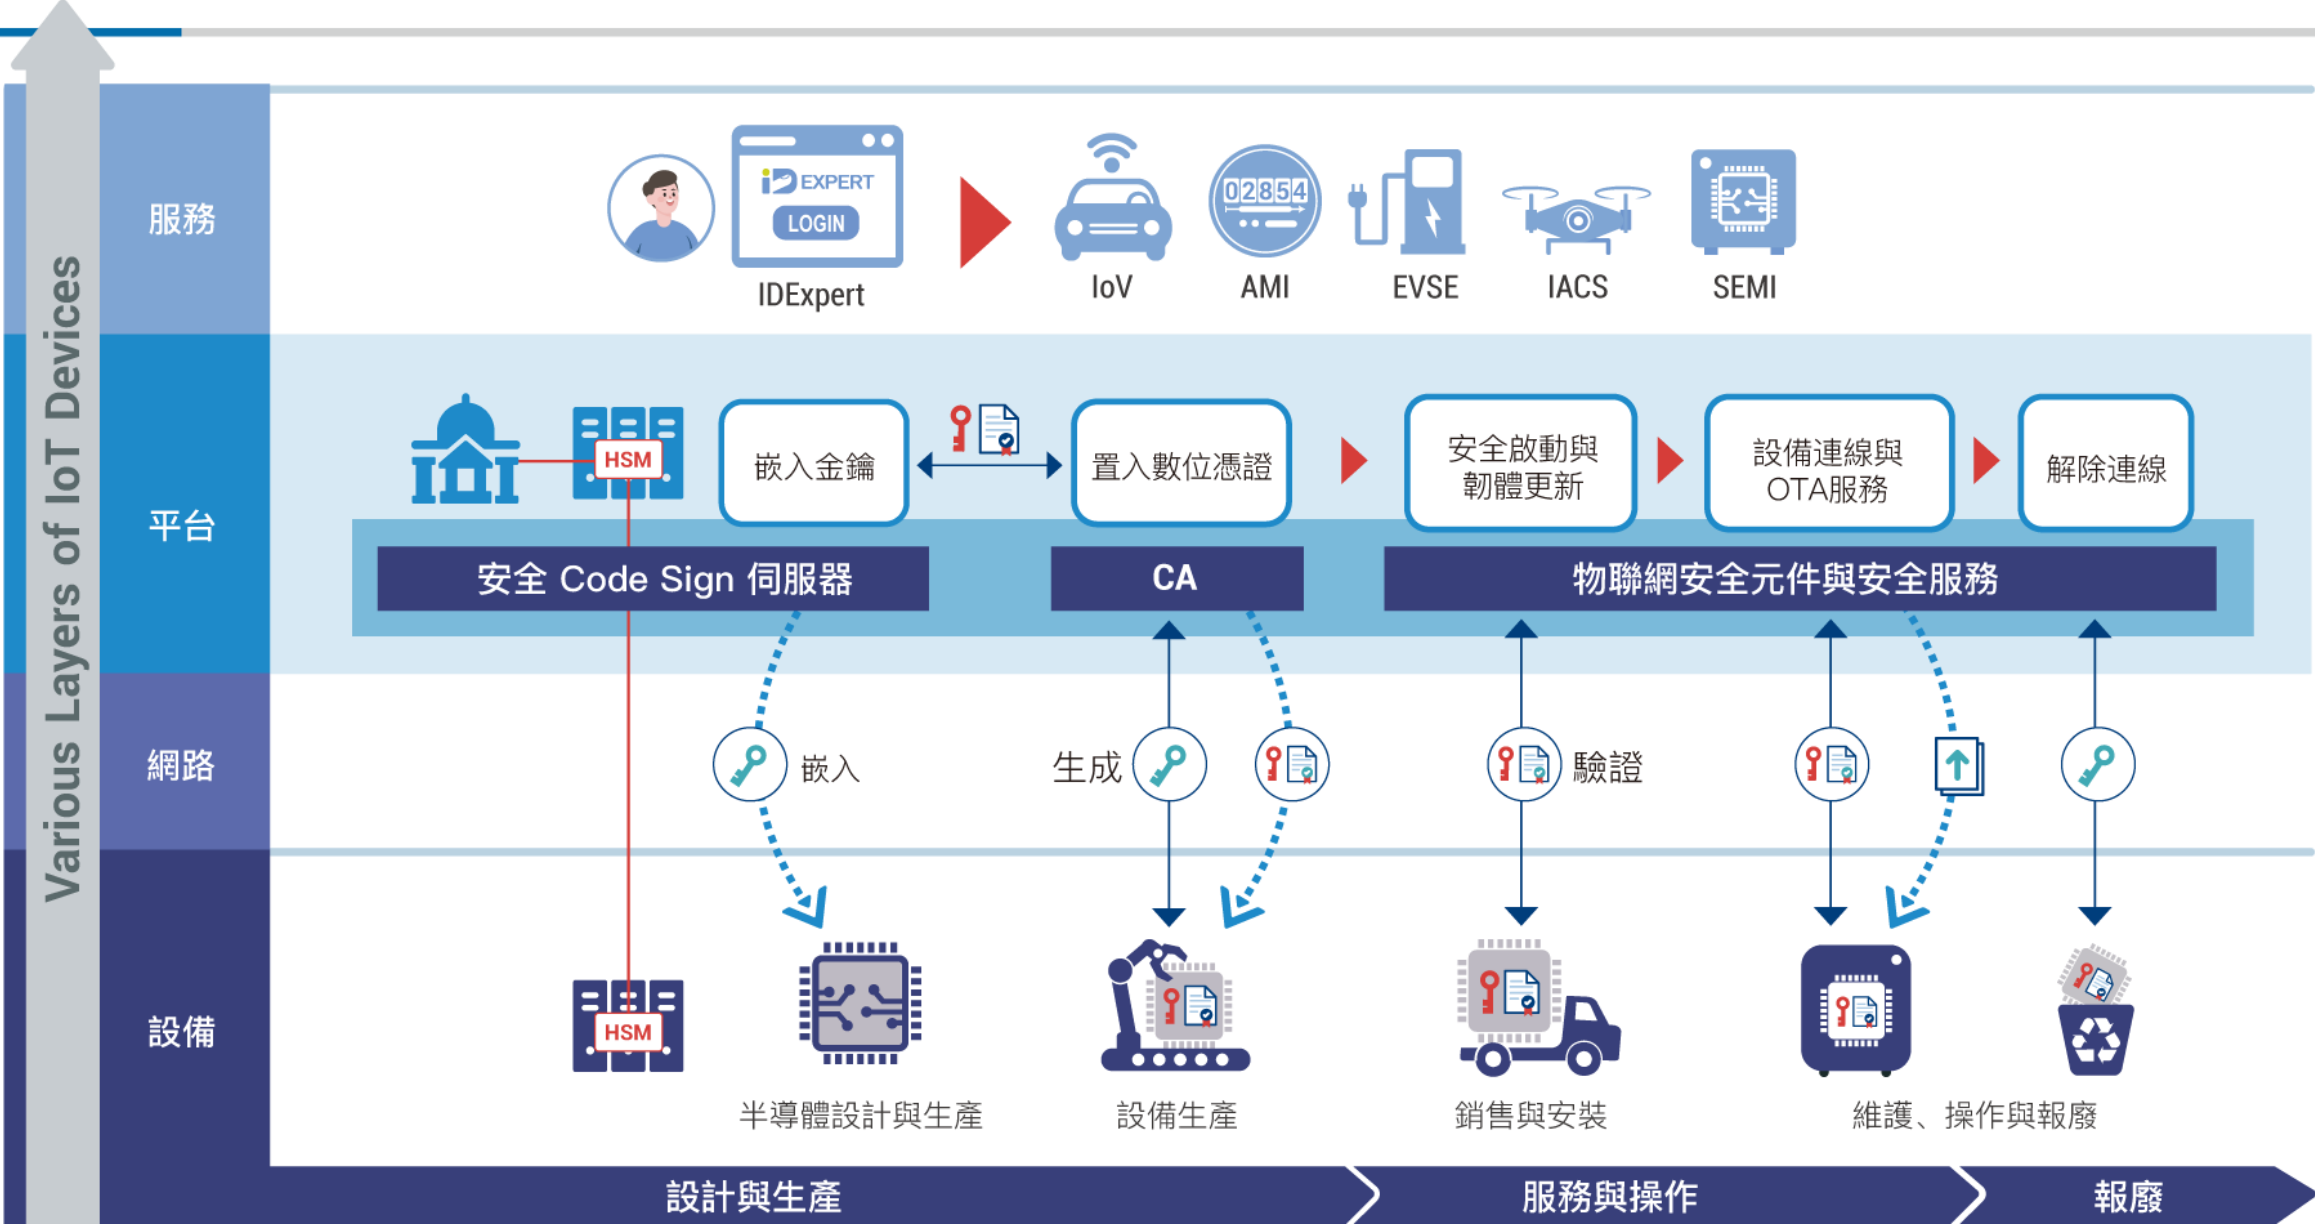 Various Layers of IoT Devices
服務
iD EXPERT
LOGIN
IDExpert
IoV
02854
AMI
EVSE
IACS
SEMI
平台
HSM
嵌入金鑰
置入數位憑證
安全啟動與
韌體更新
設備連線與
OTA服務
解除連線
安全 Code Sign 伺服器
CA
物聯網安全元件與安全服務
網路
嵌入
生成
驗證
設備
HSM
半導體設計與生產
設備生產
銷售與安裝
維護、操作與報廢
設計與生產
服務與操作
報廢